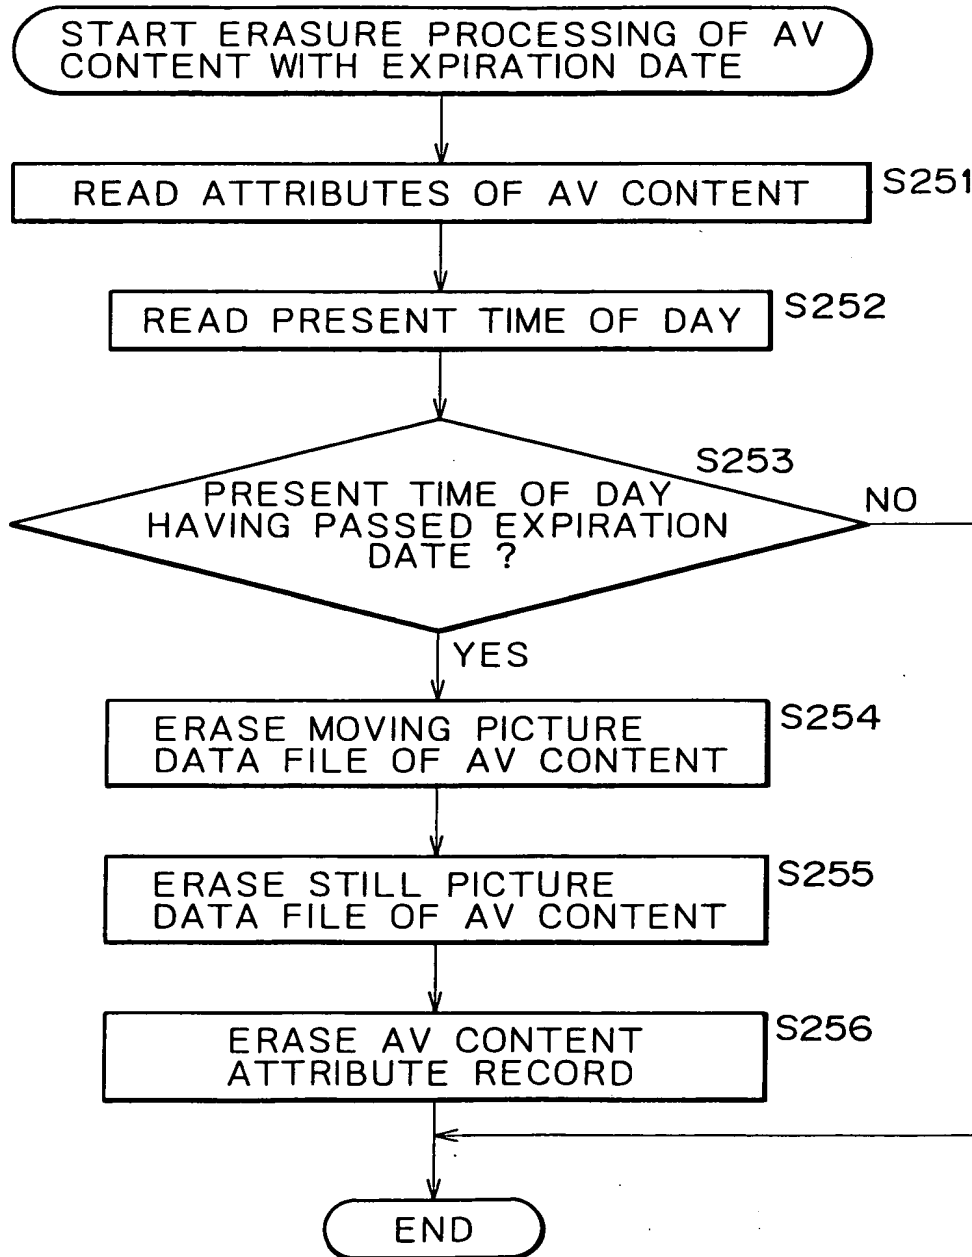 START ERASURE PROCESSING OF AV
CONTENT WITH EXPIRATION DATE
READ ATTRIBUTES OF AV CONTENT
S251
READ PRESENT TIME OF DAY
S252
S253
PRESENT TIME OF DAY
HAVING PASSED EXPIRATION
DATE ?
NO
YES
ERASE MOVING PICTURE
DATA FILE OF AV CONTENT
S254
ERASE STILL PICTURE
DATA FILE OF AV CONTENT
S255
ERASE AV CONTENT
ATTRIBUTE RECORD
S256
END